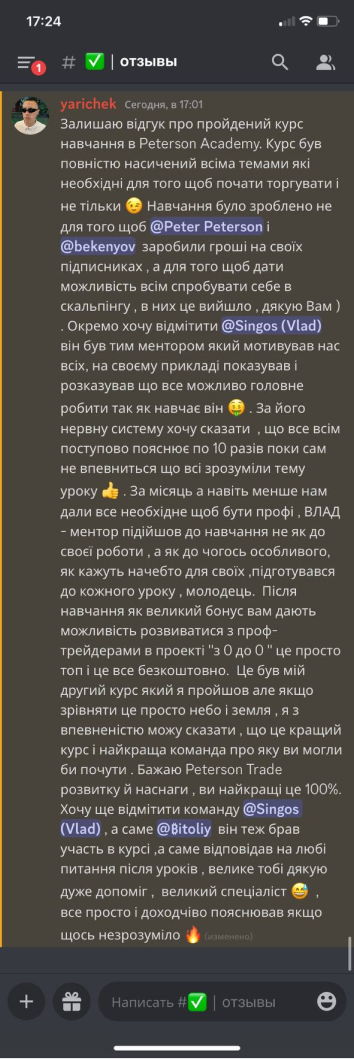 17:24
1
# ✅ | отзывы
yarichek Сегодня, в 17:01
Залишаю відгук про пройдений курс
навчання в Peterson Academy. Курс був
повністю насичений всіма темами які
необхідні для того щоб почати торгувати і
не тільки 😉 Навчання було зроблено не
для того щоб @Peter Peterson і
@bekenyov заробили гроші на своїх
підписниках , а для того щоб дати
можливість всім спробувати себе в
скальпінгу , в них це вийшло , дякую Вам )
. Окремо хочу відмітити @Singos (Vlad)
він був тим ментором який мотивував нас
всіх, на своєму прикладі показував і
розказував що все можливо головне
робити так як навчає він 🤑 . За його
нервну систему хочу сказати , що все всім
поступово пояснює по 10 разів поки сам
не впевниться що всі зрозуміли тему
уроку 👍 . За місяць а навіть менше нам
дали все необхідне щоб бути профі , ВЛАД
- ментор підійшов до навчання не як до
своєї роботи , а як до чогось особливого,
як кажуть начебто для своїх ,підготувався
до кожного уроку , молодець. Після
навчання як великий бонус вам дають
можливість розвиватися з проф-
трейдерами в проекті "з 0 до 0 " це просто
топ і це все безкоштовно. Це був мій
другий курс який я пройшов але якщо
зрівняти це просто небо і земля , я з
впевненістю можу сказати , що це кращий
курс і найкраща команда про яку ви могли
би почути . Бажаю Peterson Trade
розвитку й наснаги , ви найкращі це 100%.
Хочу ще відмітити команду @Singos
(Vlad) , а саме @₿itoliy він теж брав
участь в курсі ,а саме відповідав на любі
питання після уроків , велике тобі дякую
дуже допоміг , великий спеціаліст 😅 ,
все просто і дохочівo пояснював якщо
щось незрозуміло 🔥 (изменено)
Написать #✅ | отзывы